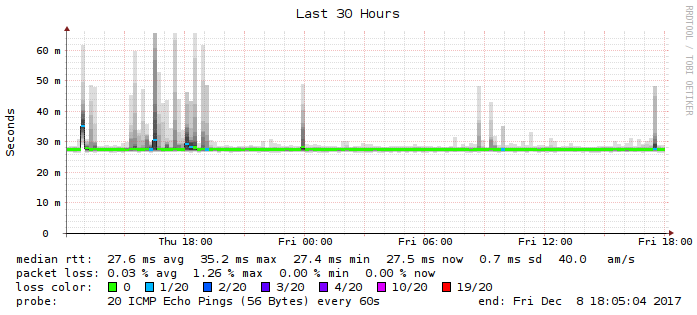 Last 30 Hours
RRDTOOL / TOBI OETIKER
Seconds
60 m
50 m
40 m
30 m
20 m
10 m
0
Thu 18:00 Fri 00:00 Fri 06:00 Fri 12:00 Fri 18:00
median rtt: 27.6 ms avg 35.2 ms max 27.4 ms min 27.5 ms now 0.7 ms sd 40.0 am/s
packet loss: 0.03 % avg 1.26 % max 0.00 % min 0.00 % now
loss color: 0 1/20 2/20 3/20 4/20 10/20 19/20
probe: 20 ICMP Echo Pings (56 Bytes) every 60s end: Fri Dec 8 18:05:04 2017